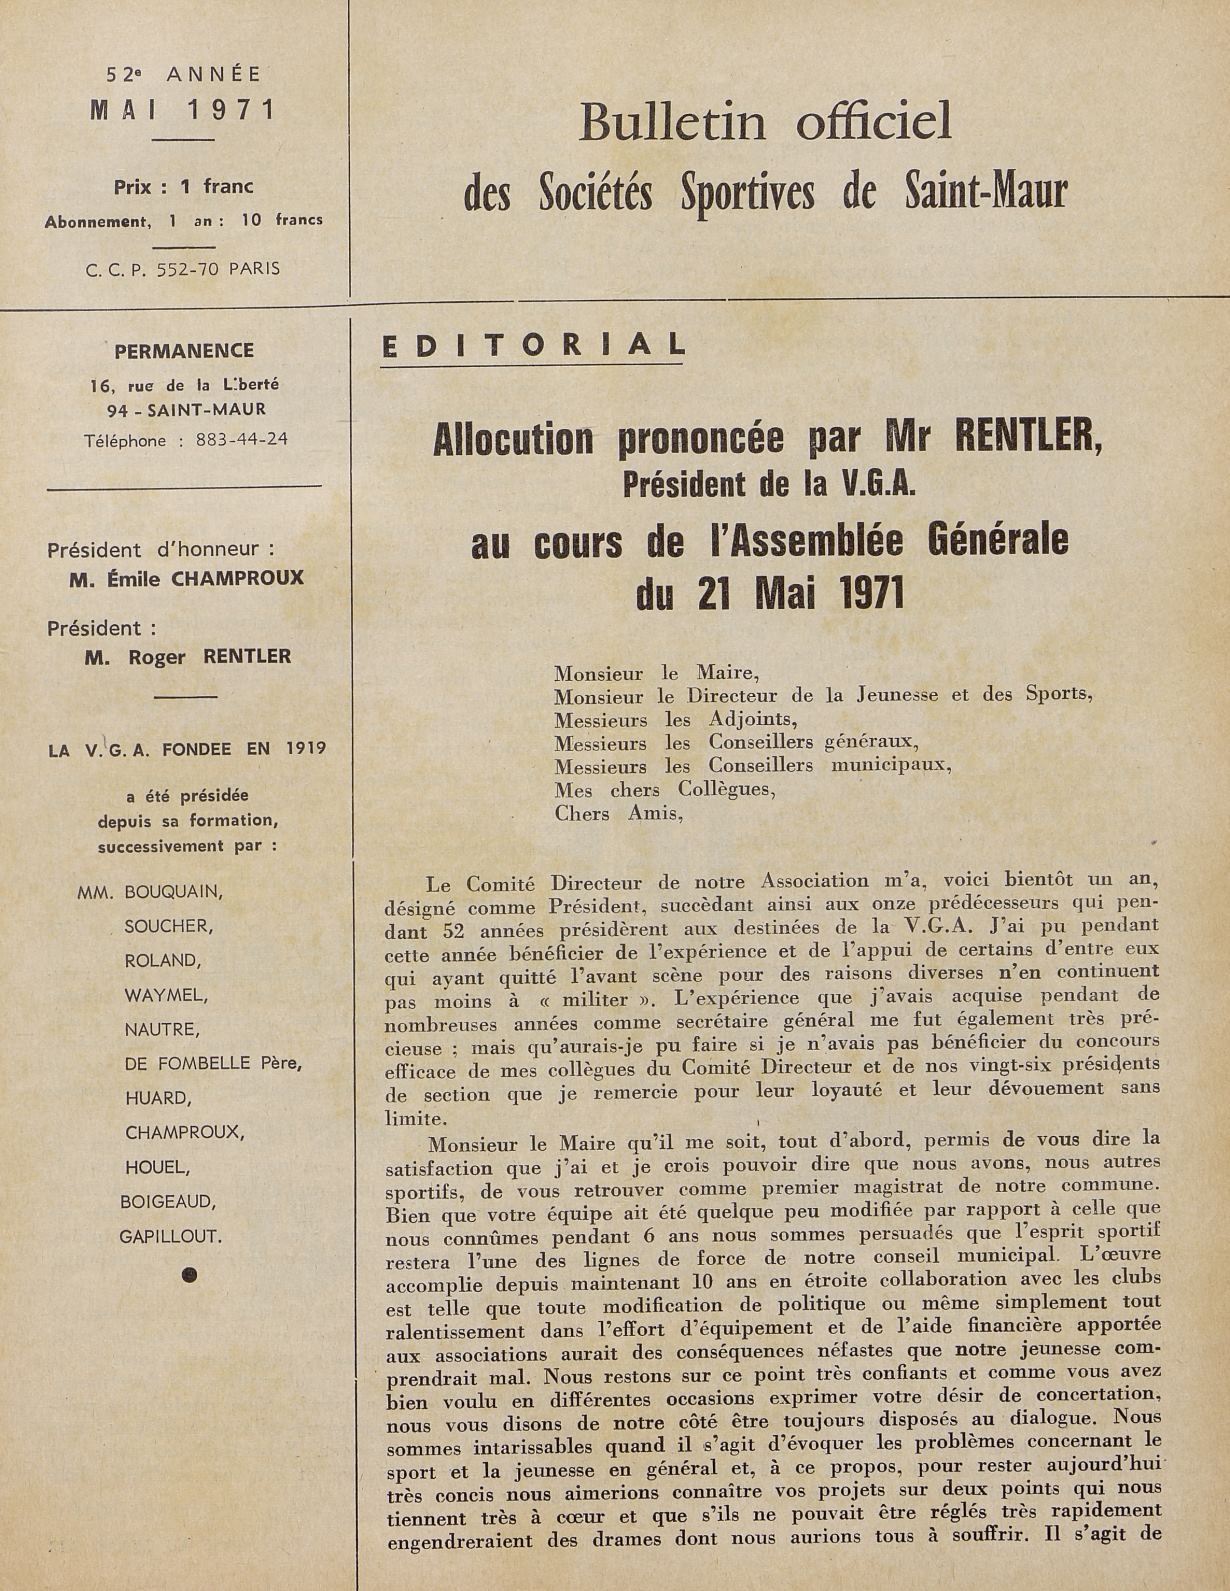 52e ANNÉE
MAI 1971
Prix : 1 franc
Abonnement, 1 an : 10 francs
C. C. P. 552-70 PARIS
Bulletin officiel
des Sociétés Sportives de Saint-Maur
PERMANENCE
16, rue de la Liberté
94 - SAINT-MAUR
Téléphone : 883-44-24
Président d'honneur :
M. Émile CHAMPROUX
Président :
M. Roger RENTLER
LA V. G. A. FONDEE EN 1919
a été présidée
depuis sa formation,
successivement par :
MM. BOUQUAIN,
SOUCHER,
ROLAND,
WAYMEL,
NAUTRE,
DE FOMBELLE Père,
HUARD,
CHAMPROUX,
HOUEL,
BOIGEAUD,
GAPILLOUT.
EDITORIAL
Allocution prononcée par Mr RENTLER,
Président de la V.G.A.
au cours de l'Assemblée Générale
du 21 Mai 1971
Monsieur le Maire,
Monsieur le Directeur de la Jeunesse et des Sports,
Messieurs les Adjoints,
Messieurs les Conseillers généraux,
Messieurs les Conseillers municipaux,
Mes chers Collègues,
Chers Amis,
Le Comité Directeur de notre Association m'a, voici bientôt un an,
désigné comme Président, succèdant ainsi aux onze prédécesseurs qui pen-
dant 52 années présidèrent aux destinées de la V.G.A. J'ai pu pendant
cette année bénéficier de l'expérience et de l'appui de certains d'entre eux
qui ayant quitté l'avant scène pour des raisons diverses n'en continuent
pas moins à « militer ». L'expérience que j'avais acquise pendant de
nombreuses années comme secrétaire général me fut également très pré-
cieuse ; mais qu'aurais-je pu faire si je n'avais pas bénéficier du concours
efficace de mes collègues du Comité Directeur et de nos vingt-six présidents
de section que je remercie pour leur loyauté et leur dévouement sans
limite.
Monsieur le Maire qu'il me soit, tout d'abord, permis de vous dire la
satisfaction que j'ai et je crois pouvoir dire que nous avons, nous autres
sportifs, de vous retrouver comme premier magistrat de notre commune.
Bien que votre équipe ait été quelque peu modifiée par rapport à celle que
nous connûmes pendant 6 ans nous sommes persuadés que l'esprit sportif
restera l'une des lignes de force de notre conseil municipal. L'œuvre
accomplie depuis maintenant 10 ans en étroite collaboration avec les clubs
est telle que toute modification de politique ou même simplement tout
ralentissement dans l'effort d'équipement et de l'aide financière apportée
aux associations aurait des conséquences néfastes que notre jeunesse com-
prendrait mal. Nous restons sur ce point très confiants et comme vous avez
bien voulu en différentes occasions exprimer votre désir de concertation,
nous vous disons de notre côté être toujours disposés au dialogue. Nous
sommes intarissables quand il s'agit d'évoquer les problèmes concernant le
sport et la jeunesse en général et, à ce propos, pour rester aujourd'hui
très concis nous aimerions connaître vos projets sur deux points qui nous
tiennent très à cœur et que s'ils ne pouvait être réglés très rapidement
engendreraient des drames dont nous aurions tous à souffrir. Il s'agit de